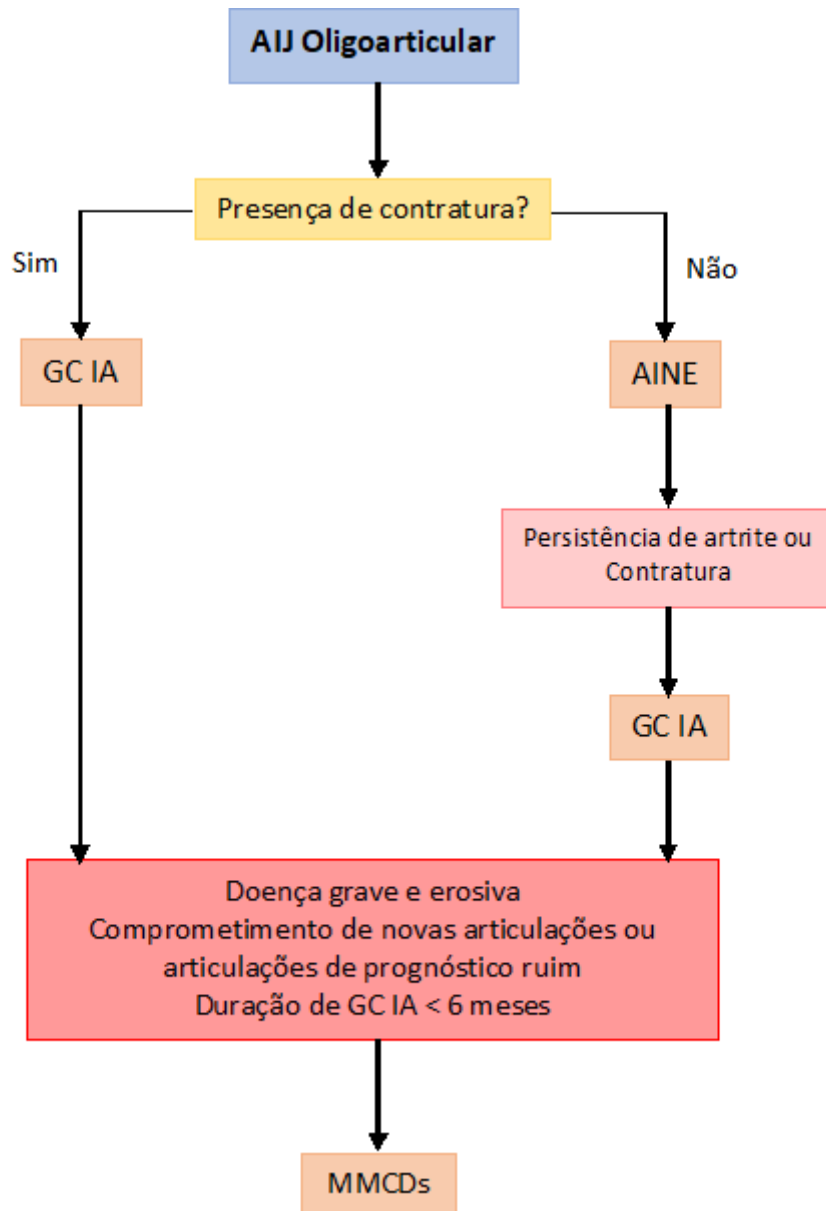 AIJ Oligoarticular
Presença de contratura?
Sim
Não
GC IA
AINE
Persistência de artrite ou
Contratura
GC IA
Doença grave e erosiva
Comprometimento de novas articulações ou
articulações de prognóstico ruim
Duração de GC IA < 6 meses
MMCDs